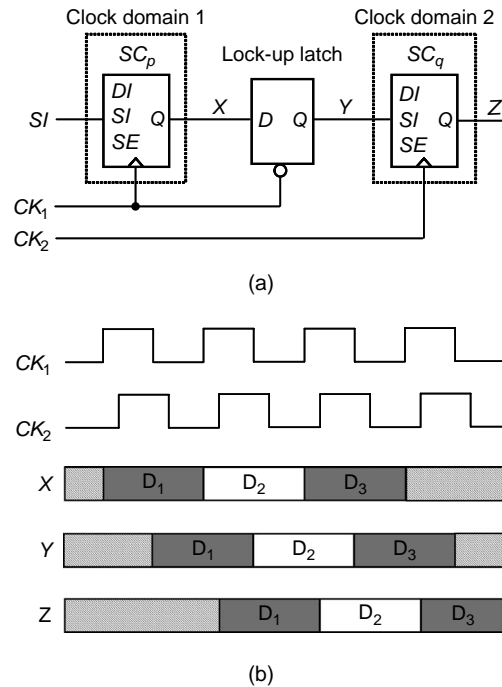 Clock domain 1
Clock domain 2
SCp
Lock-up latch
SCq
DI
SI
SE
Q
SI
X
D
Q
Y
DI
SI
SE
Q
Z
CK1
CK2
(a)
CK1
CK2
X
D1
D2
D3
Y
D1
D2
D3
Z
D1
D2
D3
(b)